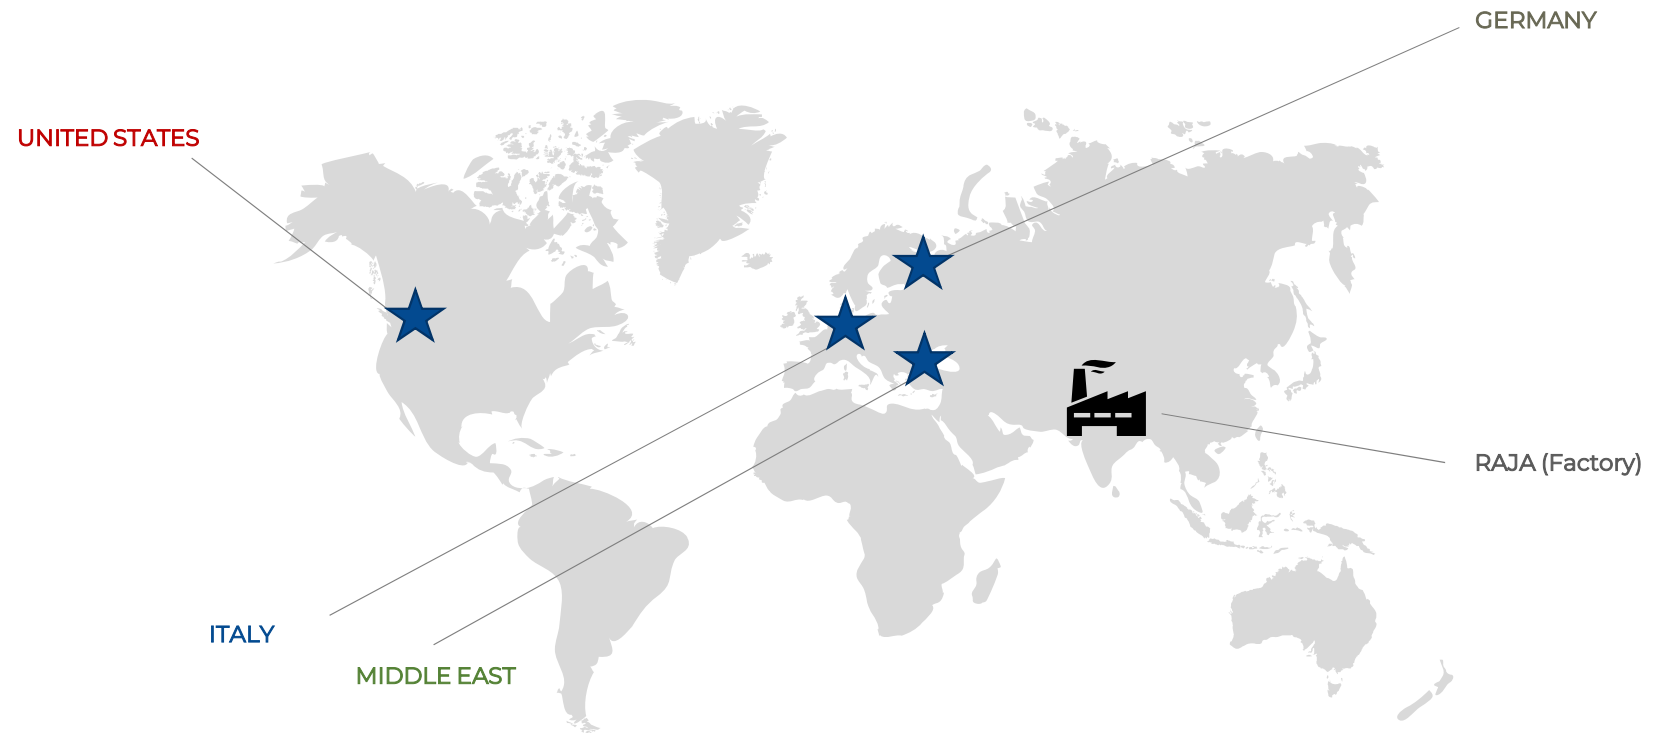 GERMANY
UNITED STATES
RAJA (Factory)
ITALY
MIDDLE EAST